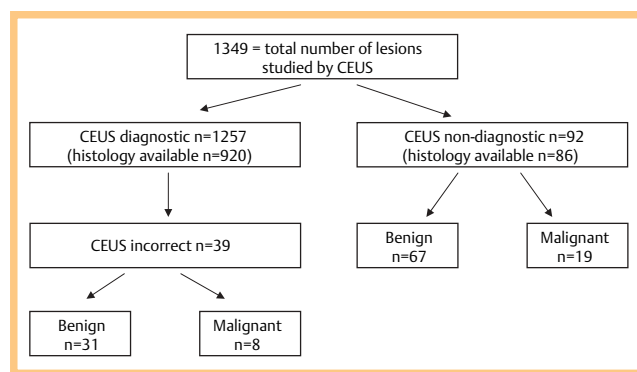 1349 = total number of lesions
studied by CEUS
CEUS diagnostic n=1257
(histology available n=920)
CEUS non-diagnostic n=92
(histology available n=86)
CEUS incorrect n=39
Benign
n=67
Malignant
n=19
Benign
n=31
Malignant
n=8